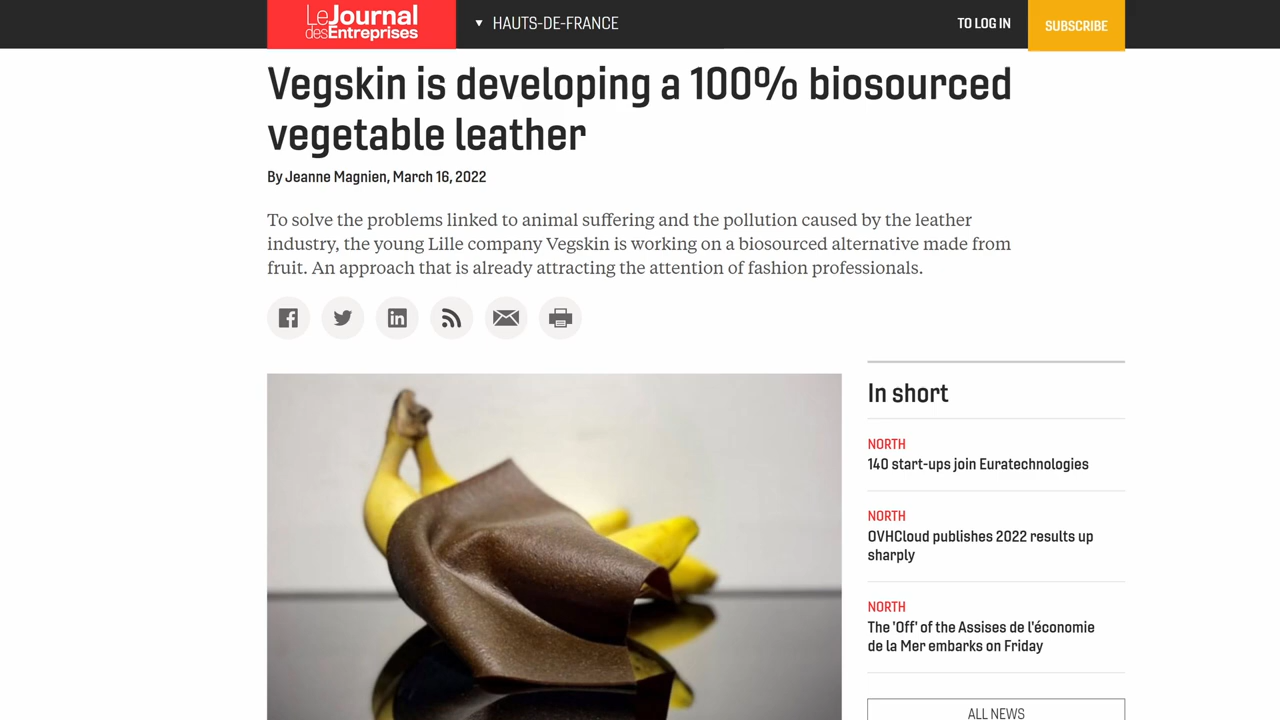 LeJournal
desEntreprises
HAUTS-DE-FRANCE
TO LOG IN
SUBSCRIBE
Vegskin is developing a 100% biosourced
vegetable leather
By Jeanne Magnien, March 16, 2022
To solve the problems linked to animal suffering and the pollution caused by the leather
industry, the young Lille company Vegskin is working on a biosourced alternative made from
fruit. An approach that is already attracting the attention of fashion professionals.
In short
NORTH
140 start-ups join Euratechnologies
NORTH
OVHCloud publishes 2022 results up
sharply
NORTH
The 'Off' of the Assises de l'économie
de la Mer embarks on Friday
ALL NEWS